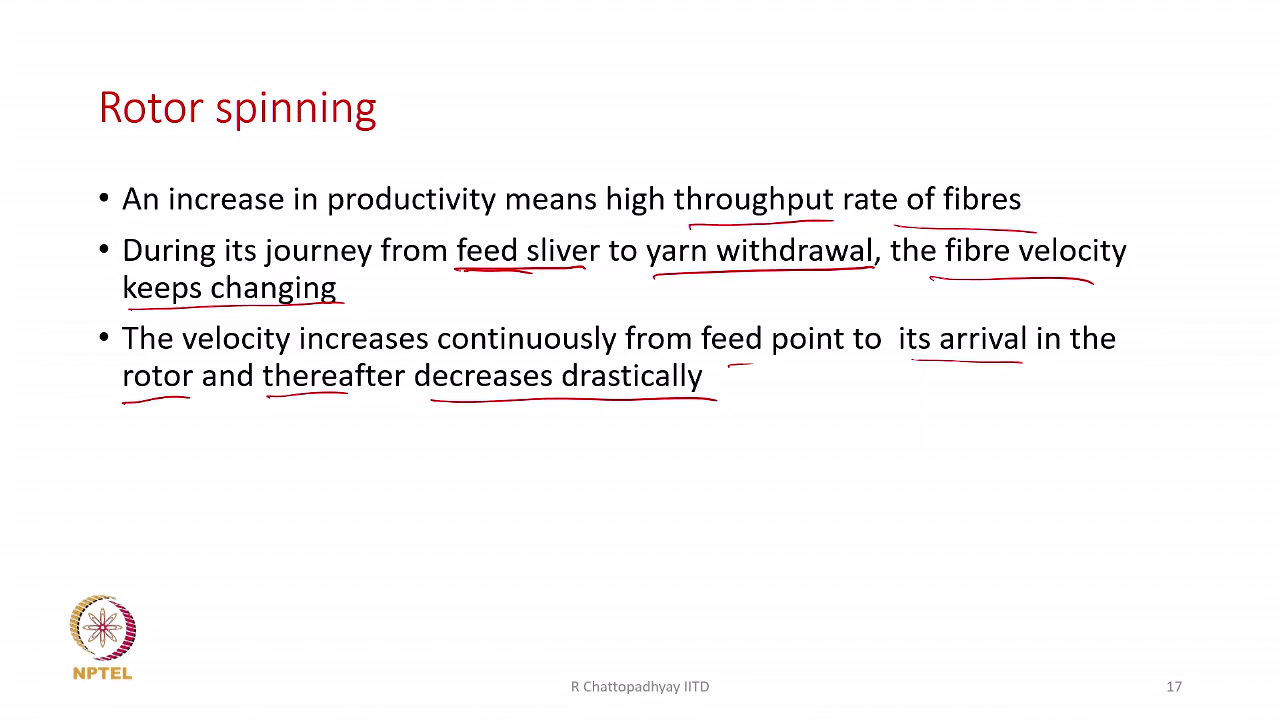 Rotor spinning
• An increase in productivity means high throughput rate of fibres
• During its journey from feed sliver to yarn withdrawal, the fibre velocity
keeps changing
• The velocity increases continuously from feed point to its arrival in the
rotor and thereafter decreases drastically
NPTEL
R Chattopadhyay IITD
17